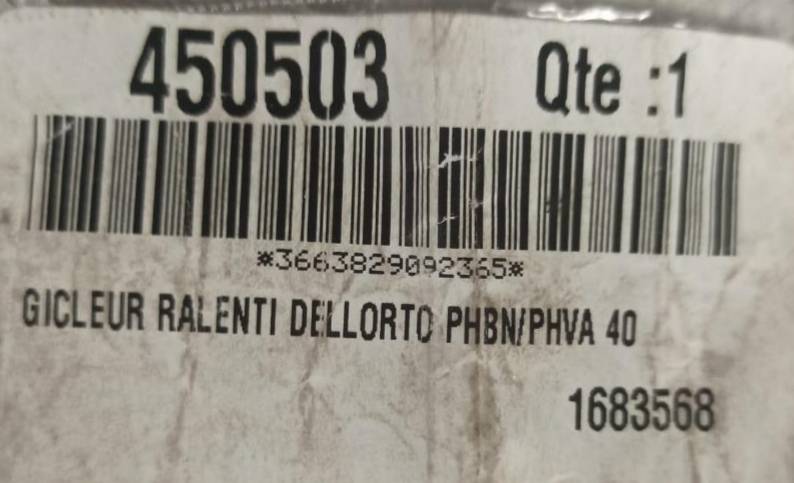 450503 Qte :1
*3663829092365*
GICLEUR RALENTI DELLORTO PHBN/PHVA 40
1683568